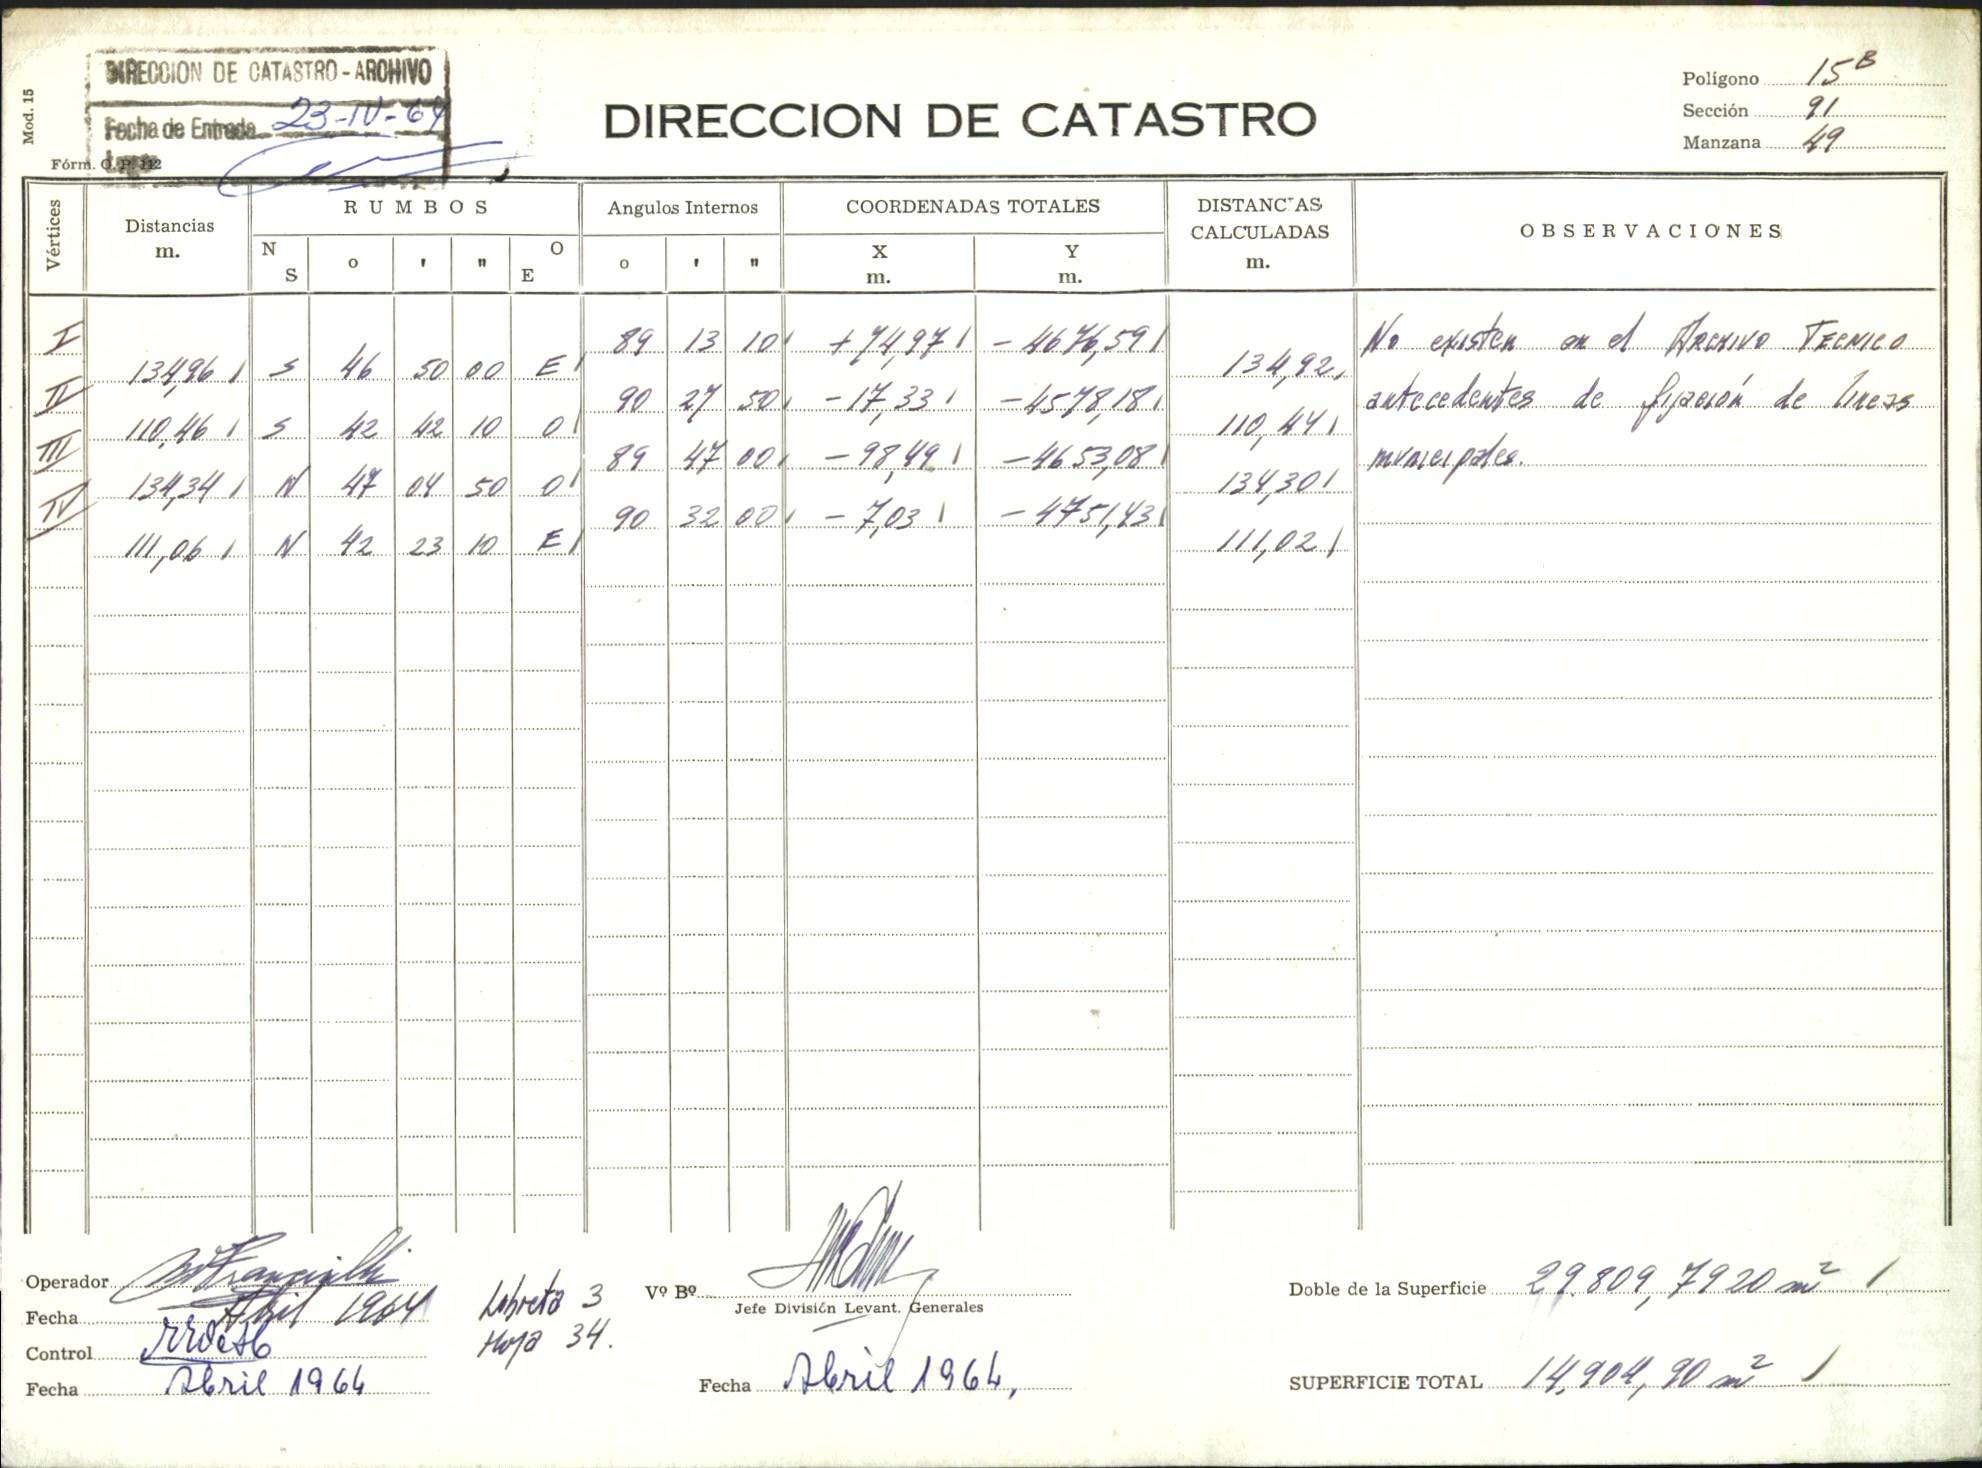 Mod. 15
DIRECCION DE CATASTRO - ARCHIVO
Fecha de Entrada 23-IV-64
Fórm. O. P. 112
DIRECCION DE CATASTRO
Polígono 15 B
Sección 91
Manzana 49
Vértices Distancias m. RUMBOS Angulos Internos COORDENADAS TOTALES DISTANCIAS CALCULADAS m. OBSERVACIONES
N S o ' " O E o ' " X m. Y m.
I 89 13 10 +74,97 -4676,59 No existen en el ARCHIVO TECNICO
134,96 S 46 50 00 E 134,92
II 90 27 50 -17,33 -4578,18 antecedentes de fijación de lineas
110,46 S 42 42 10 O 110,44
III 89 47 00 -98,49 -4653,08 municipales.
134,34 N 47 04 50 O 134,30
IV 90 32 00 -7,03 -4751,43
111,06 N 42 23 10 E 111,02
Operador
Fecha Abril 1964
Control
Fecha Abril 1964
Libreta 3
Hoja 34.
Vº Bº
Jefe División Levant. Generales
Fecha Abril 1964,
Doble de la Superficie 29.809,7920 m²
SUPERFICIE TOTAL 14,904,90 m²